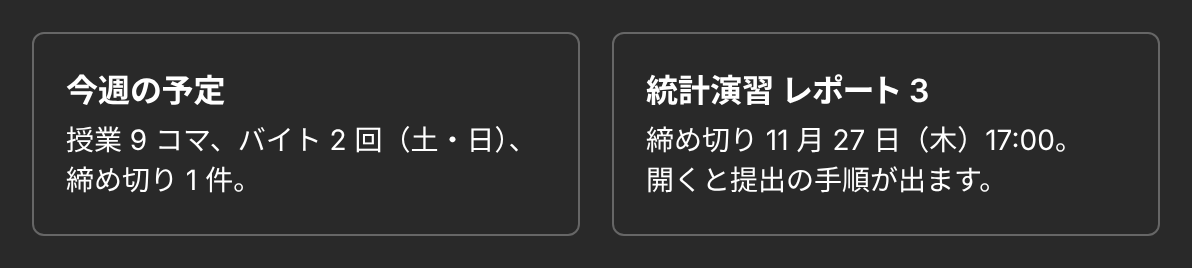 今週の予定
授業 9 コマ、バイト 2 回（土・日）、
締め切り 1 件。
統計演習 レポート 3
締め切り 11 月 27 日（木）17:00。
開くと提出の手順が出ます。